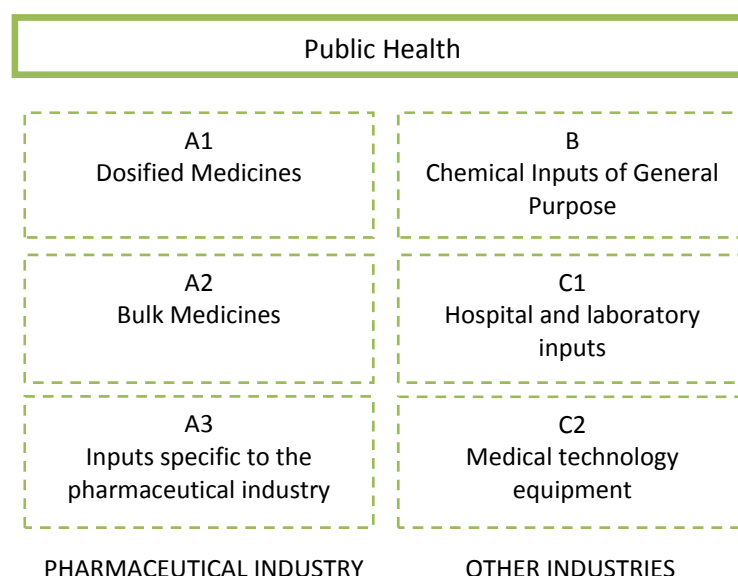 Public Health
A1
Dosified Medicines
B
Chemical Inputs of General
Purpose
A2
Bulk Medicines
C1
Hospital and laboratory
inputs
A3
Inputs specific to the
pharmaceutical industry
C2
Medical technology
equipment
PHARMACEUTICAL INDUSTRY
OTHER INDUSTRIES